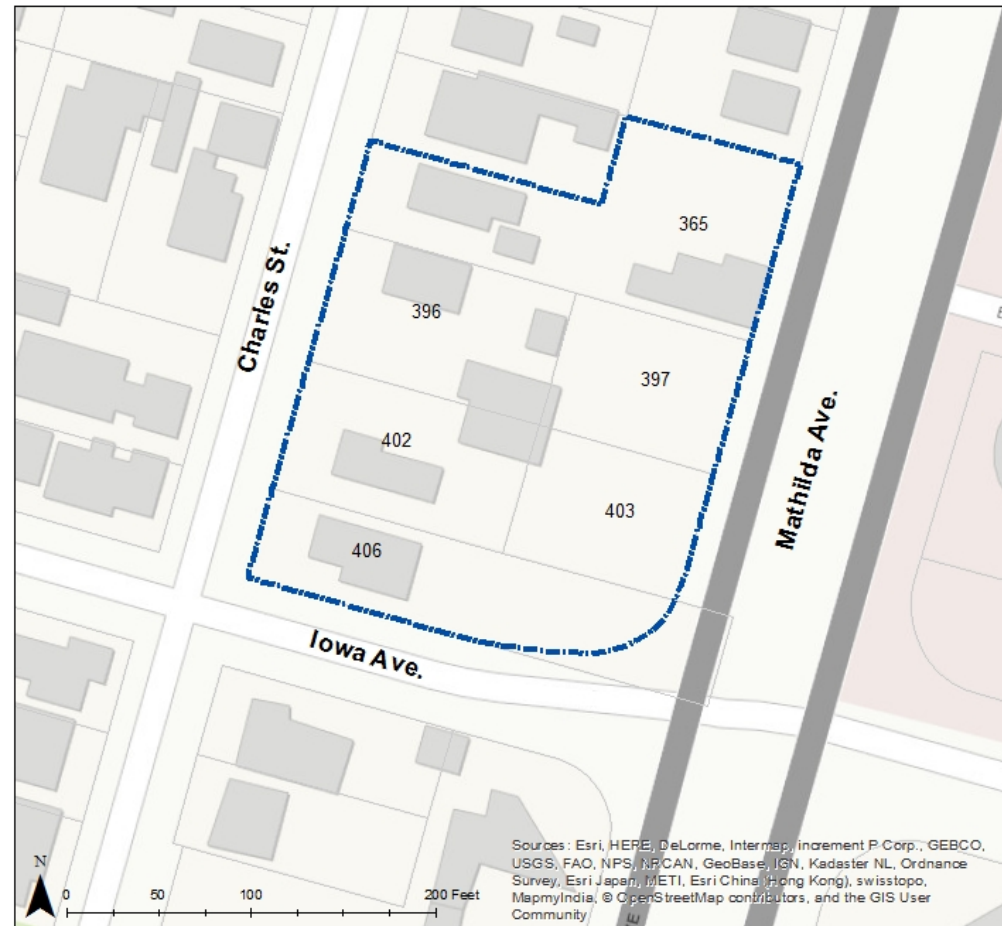 365
Charles St.
396
397
Mathilda Ave.
402
403
406
Iowa Ave.
N
0 50 100 200 Feet
Sources: Esri, HERE, DeLorme, Intermap, increment P Corp., GEBCO,
USGS, FAO, NPS, NRCAN, GeoBase, IGN, Kadaster NL, Ordnance
Survey, Esri Japan, METI, Esri China (Hong Kong), swisstopo,
MapmyIndia, © OpenStreetMap contributors, and the GIS User
Community